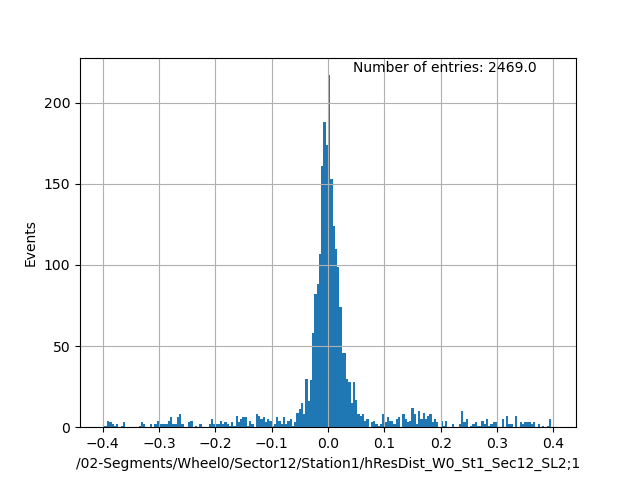 Number of entries: 2469.0
Events
200
150
100
50
0
−0.4 −0.3 −0.2 −0.1 0.0 0.1 0.2 0.3 0.4
/02-Segments/Wheel0/Sector12/Station1/hResDist_W0_St1_Sec12_SL2;1